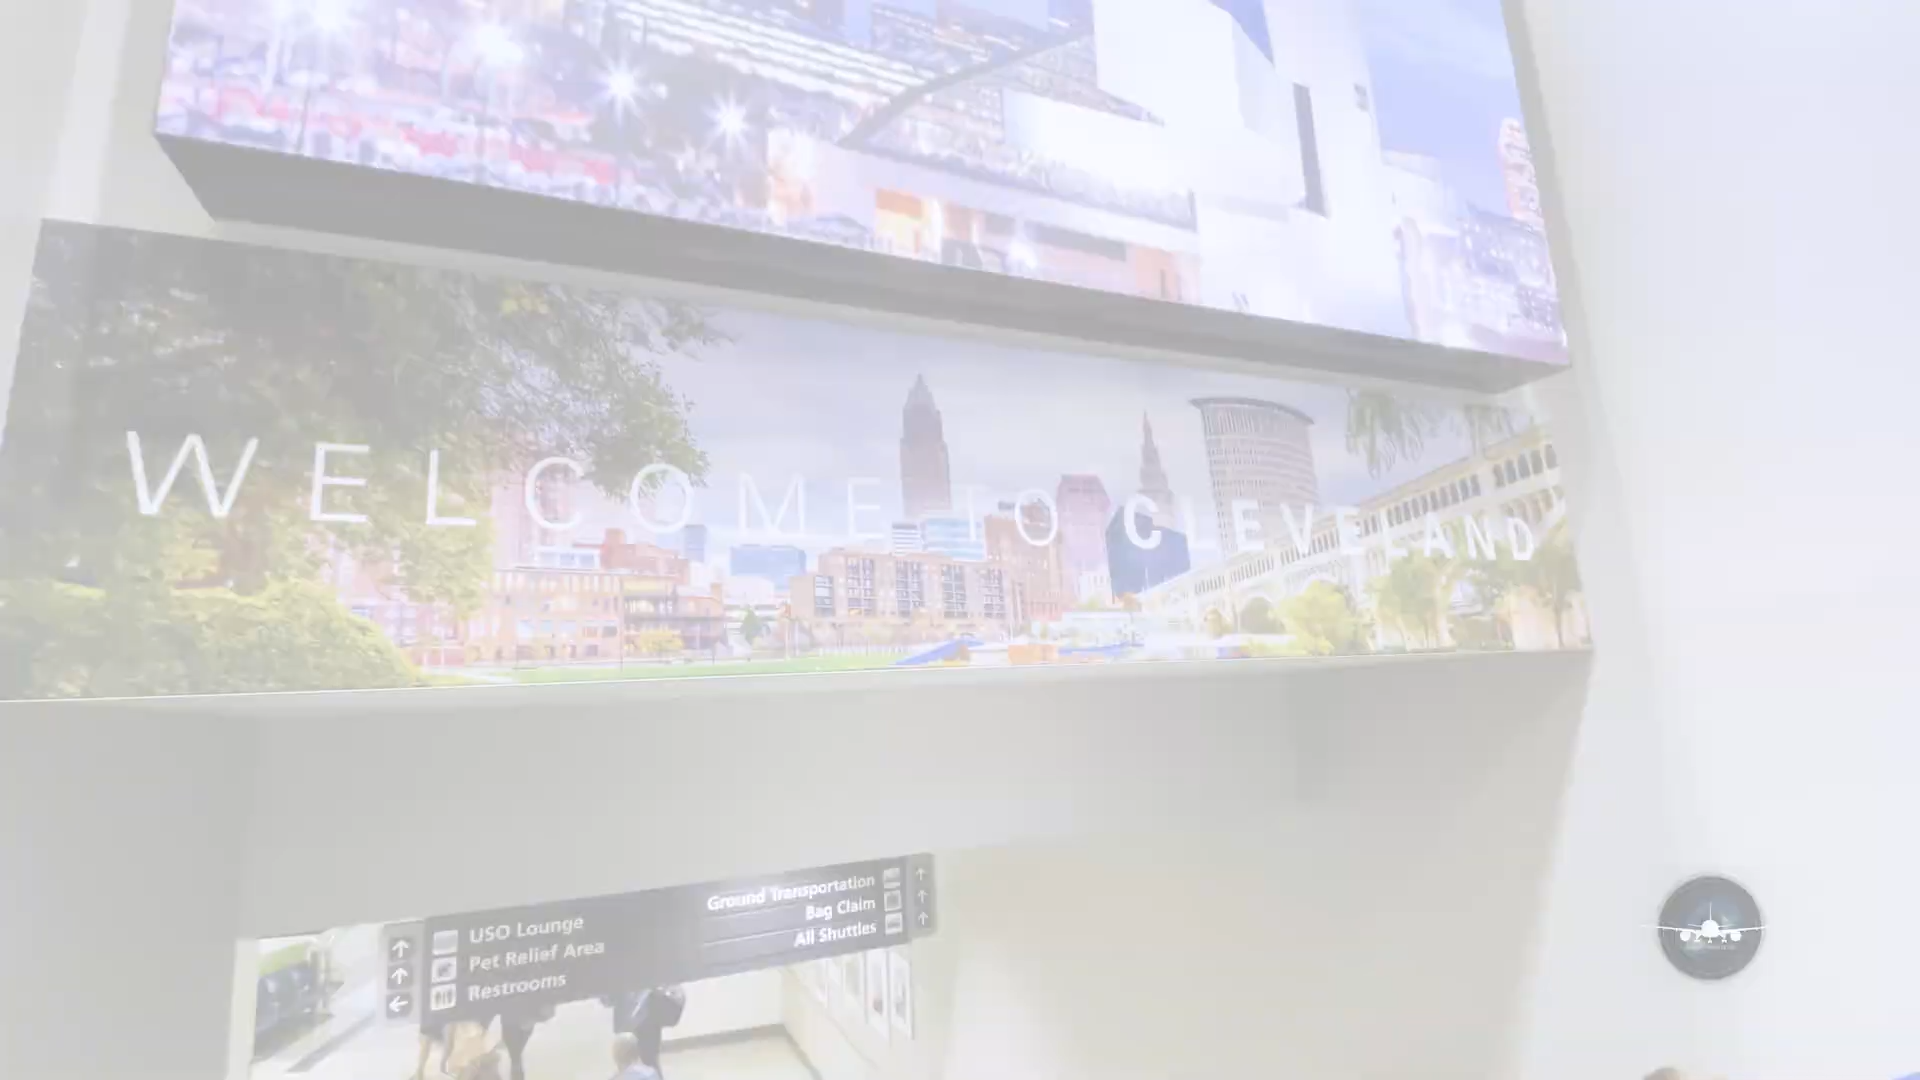 WELCOME TO CLEVELAND
USO Lounge
Pet Relief Area
Restrooms
Ground Transportation
Bag Claim
All Shuttles